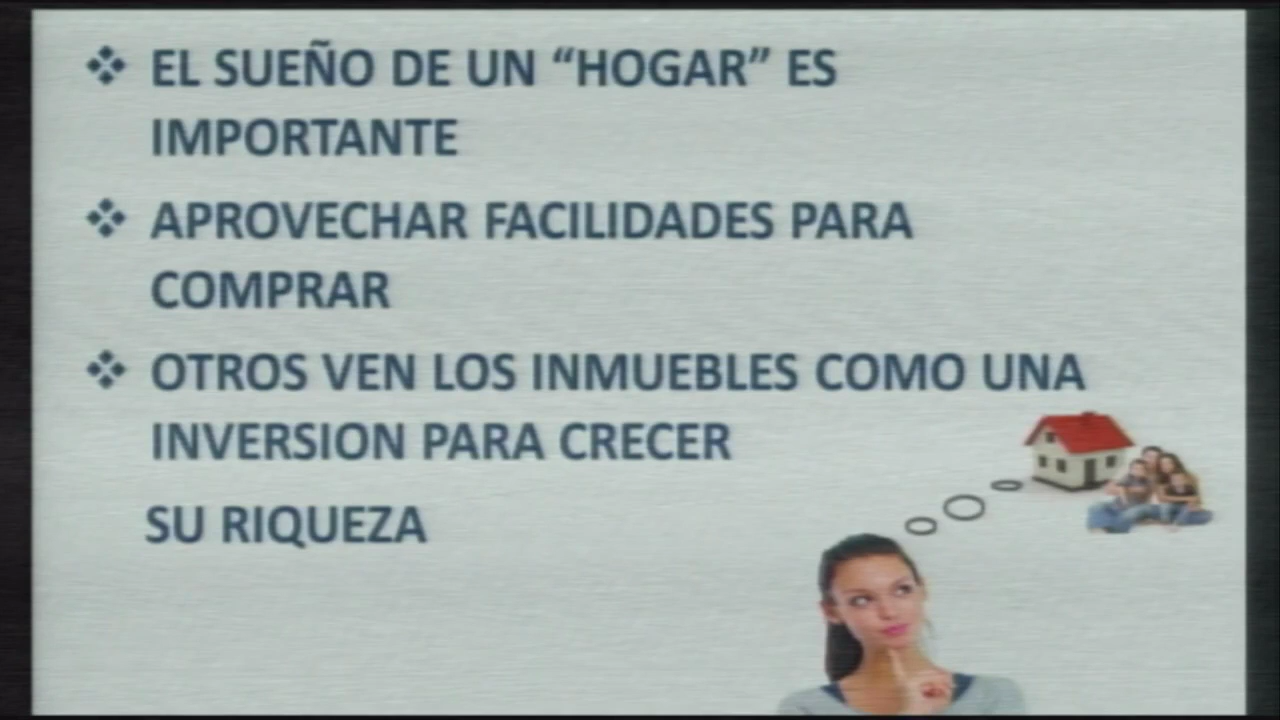 ❖ EL SUEÑO DE UN “HOGAR” ES
IMPORTANTE
❖ APROVECHAR FACILIDADES PARA
COMPRAR
❖ OTROS VEN LOS INMUEBLES COMO UNA
INVERSION PARA CRECER
SU RIQUEZA